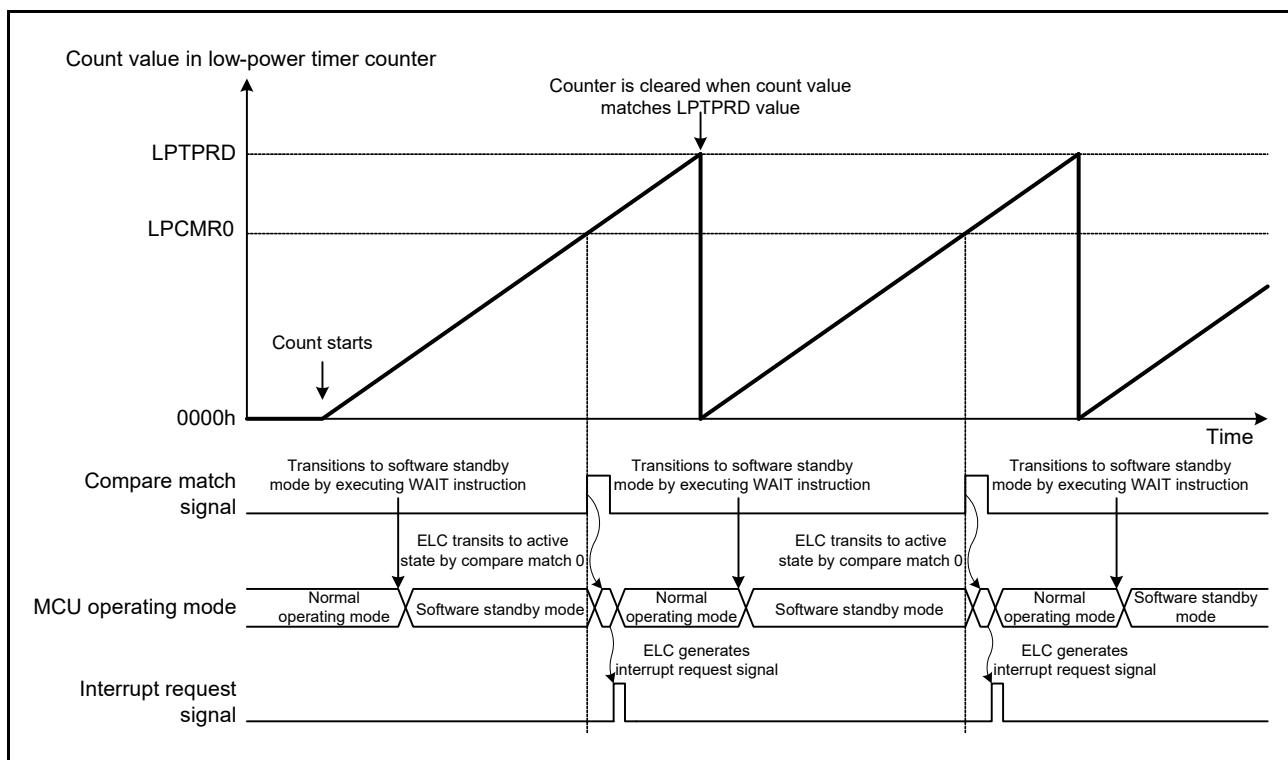 Count value in low-power timer counter
Counter is cleared when count value
matches LPTPRD value
LPTPRD
LPCMR0
Count starts
0000h
Time
Compare match
signal
Transitions to software standby
mode by executing WAIT instruction
Transitions to software standby
mode by executing WAIT instruction
Transitions to software standby
mode by executing WAIT instruction
ELC transits to active
state by compare match 0
ELC transits to active
state by compare match 0
MCU operating mode
Normal
operating mode
Software standby mode
Normal
operating mode
Software standby mode
Normal
operating mode
Software standby
mode
ELC generates
interrupt request signal
ELC generates
interrupt request signal
Interrupt request
signal